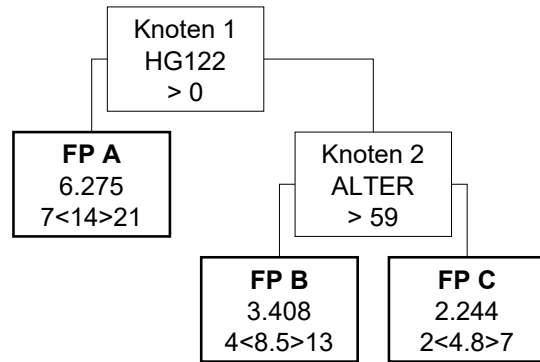 Knoten 1
HG122
> 0
FP A
6.275
7<14>21
Knoten 2
ALTER
> 59
FP B
3.408
4<8.5>13
FP C
2.244
2<4.8>7